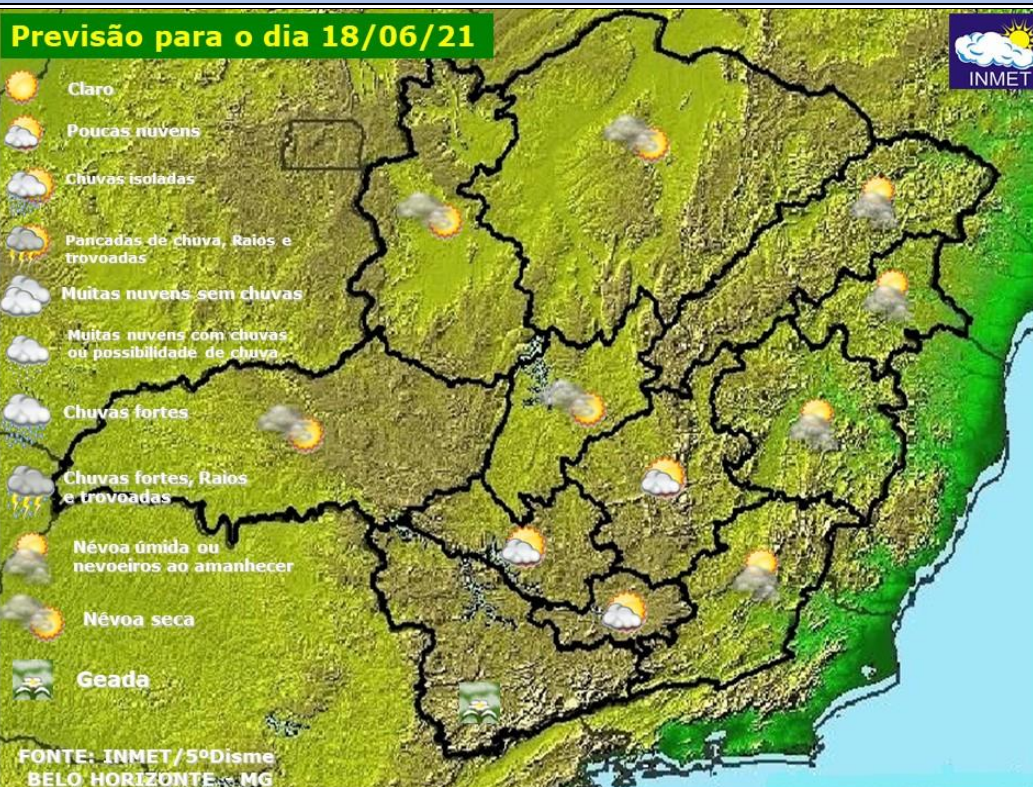 Previsão para o dia 18/06/21
INMET
Claro
Poucas nuvens
Chuvas isoladas
Pancadas de chuva, Raios e
trovoadas
Muitas nuvens sem chuvas
Muitas nuvens com chuvas
ou possibilidade de chuva
Chuvas fortes
Chuvas fortes, Raios
e trovoadas
Névoa úmida ou
nevoeiros ao amanhecer
Névoa seca
Geada
FONTE: INMET/5ºDisme
BELO HORIZONTE - MG